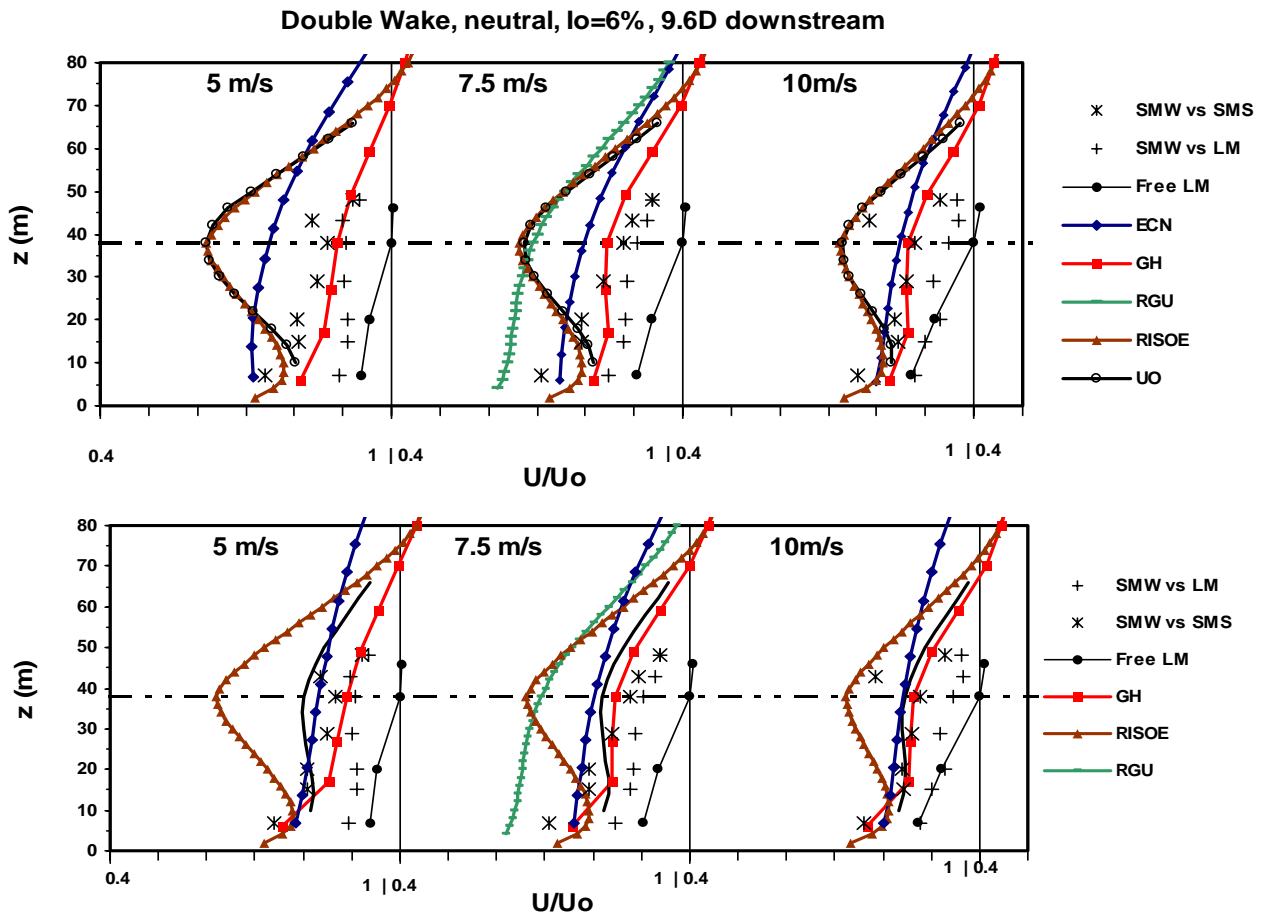 Double Wake, neutral, Io=6%, 9.6D downstream
5 m/s
7.5 m/s
10m/s
z (m)
80
70
60
50
40
30
20
10
0
0.4
1 | 0.4
1 | 0.4
1 | 0.4
U/Uo
SMW vs SMS
SMW vs LM
Free LM
ECN
GH
RGU
RISOE
UO
5 m/s
7.5 m/s
10m/s
z (m)
80
70
60
50
40
30
20
10
0
0.4
1 | 0.4
1 | 0.4
1 | 0.4
U/Uo
SMW vs LM
SMW vs SMS
Free LM
GH
RISOE
RGU